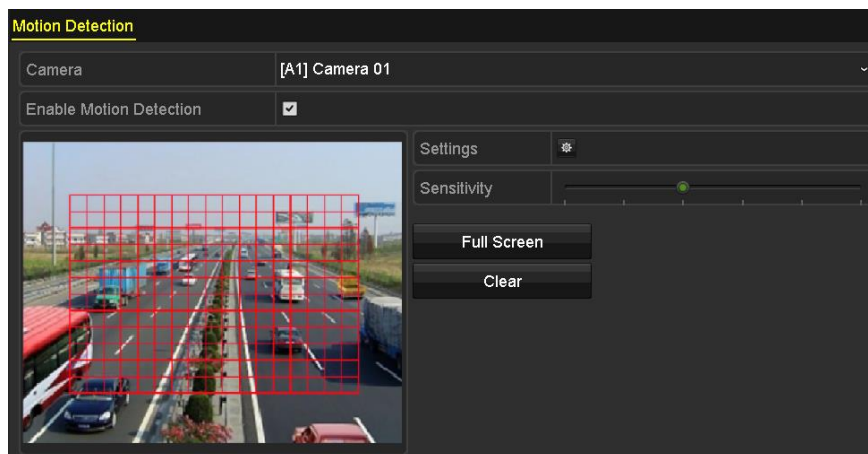 Motion Detection
Camera [A1] Camera 01
Enable Motion Detection
Settings
Sensitivity
Full Screen
Clear